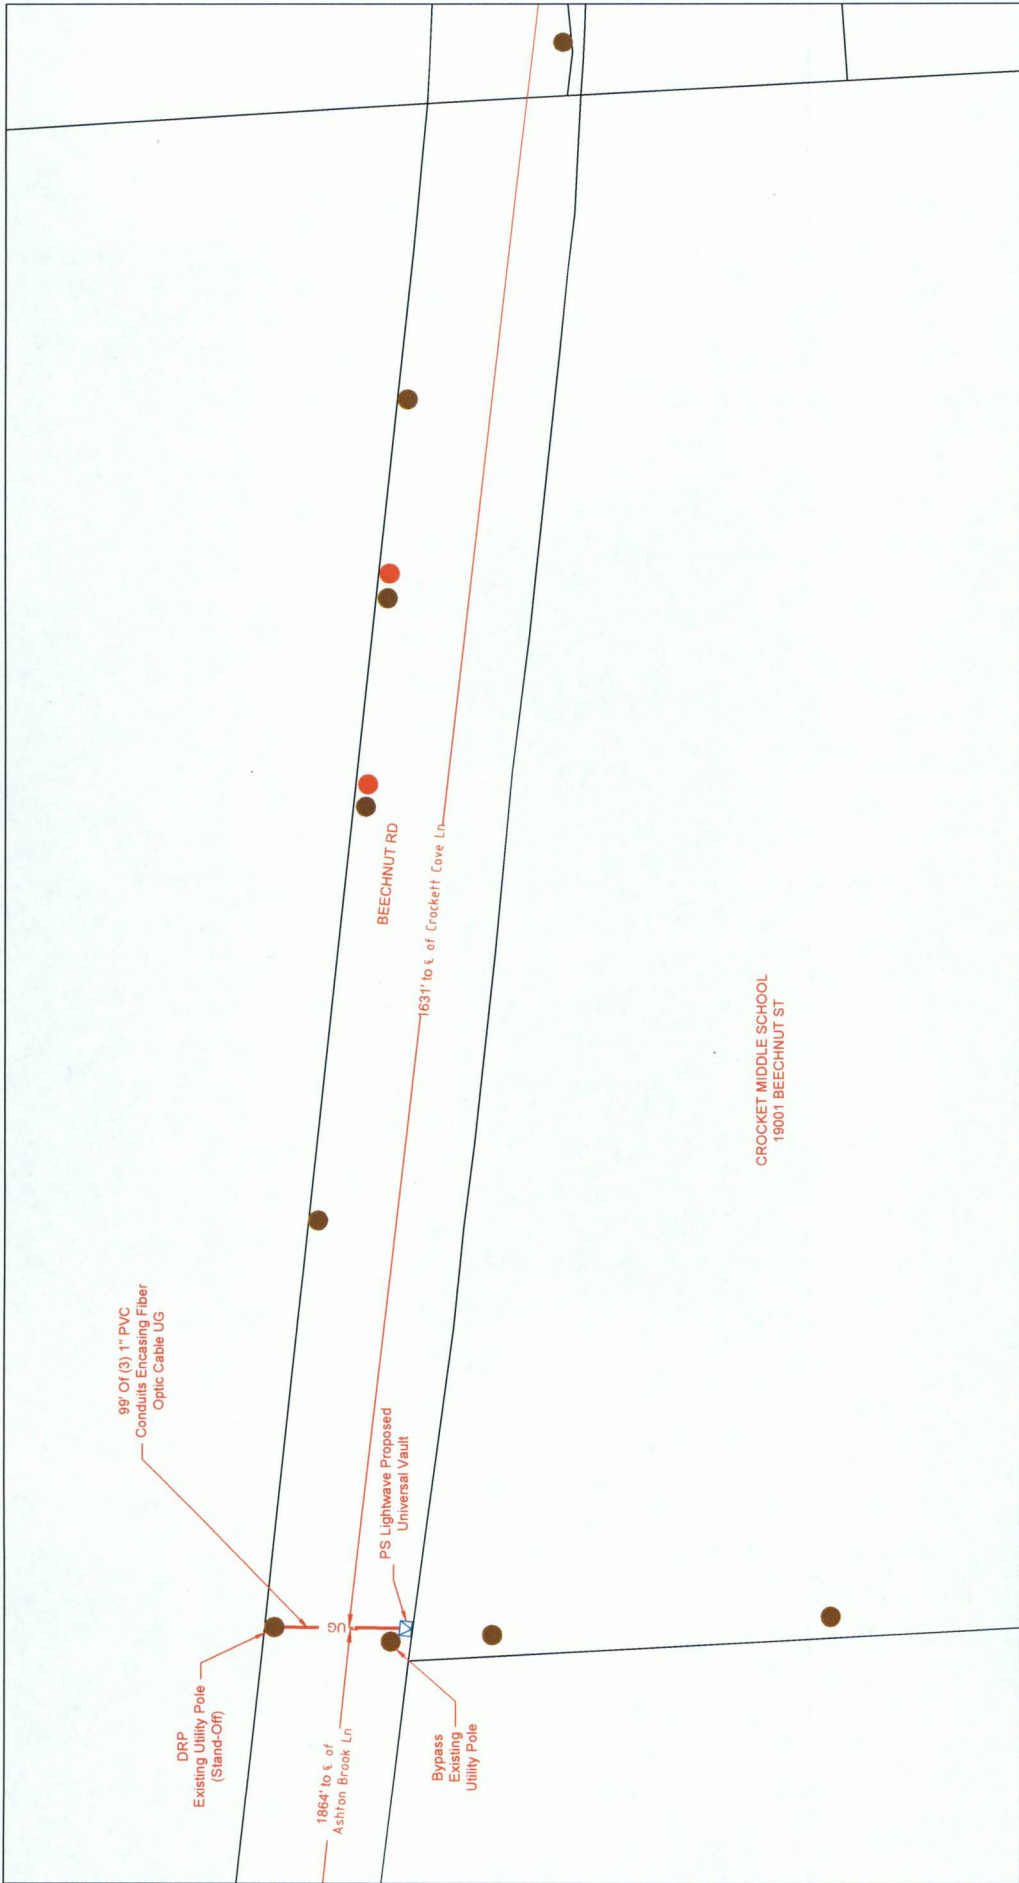 99' Of (3) 1" PVC
Conduits Encasing Fiber
Optic Cable UG
DRP
Existing Utility Pole
(Stand-Off)
UG
1864' to ℄ of
Ashton Brook Ln
PS Lightwave Proposed
Universal Vault
Bypass
Existing
Utility Pole
BEECHNUT RD
1631' to ℄ of Crockett Cove Ln
CROCKET MIDDLE SCHOOL
19001 BEECHNUT ST